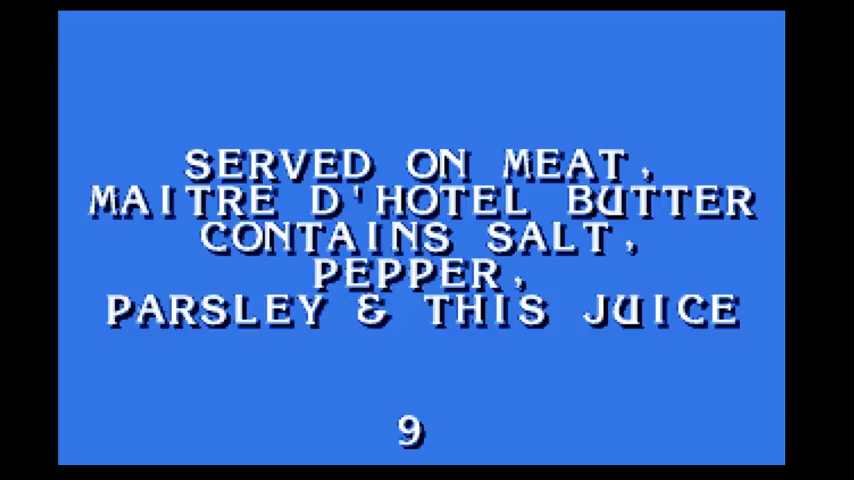 SERVED ON MEAT,
MAITRE D'HOTEL BUTTER
CONTAINS SALT,
PEPPER,
PARSLEY & THIS JUICE
9